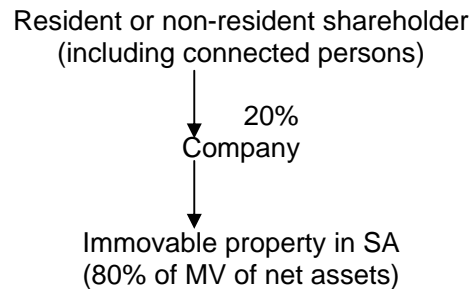 Resident or non-resident shareholder
(including connected persons)
20%
Company
Immovable property in SA
(80% of MV of net assets)